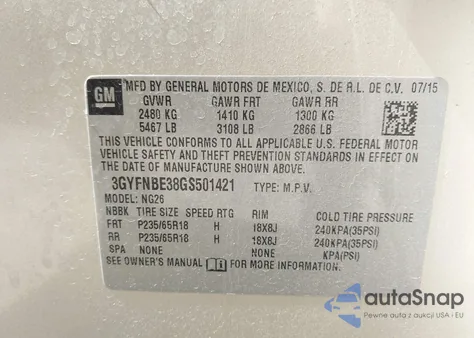 GM
MFD BY GENERAL MOTORS DE MEXICO, S. DE R.L. DE C.V. 07/15
GVWR GAWR FRT GAWR RR
2480 KG 1410 KG 1300 KG
5467 LB 3108 LB 2866 LB
THIS VEHICLE CONFORMS TO ALL APPLICABLE U.S. FEDERAL MOTOR
VEHICLE SAFETY AND THEFT PREVENTION STANDARDS IN EFFECT ON
THE DATE OF MANUFACTURE SHOWN ABOVE.
3GYFNBE38GS501421 TYPE: M.P.V.
MODEL: NG26
NBBK TIRE SIZE SPEED RTG RIM COLD TIRE PRESSURE
FRT P235/65R18 H 18X8J 240KPA(35PSI)
RR P235/65R18 H 18X8J 240KPA(35PSI)
SPA NONE NONE KPA(PSI)
SEE OWNER'S MANUAL FOR MORE INFORMATION.
autoSnap
Pewne auta z aukcji USA i EU